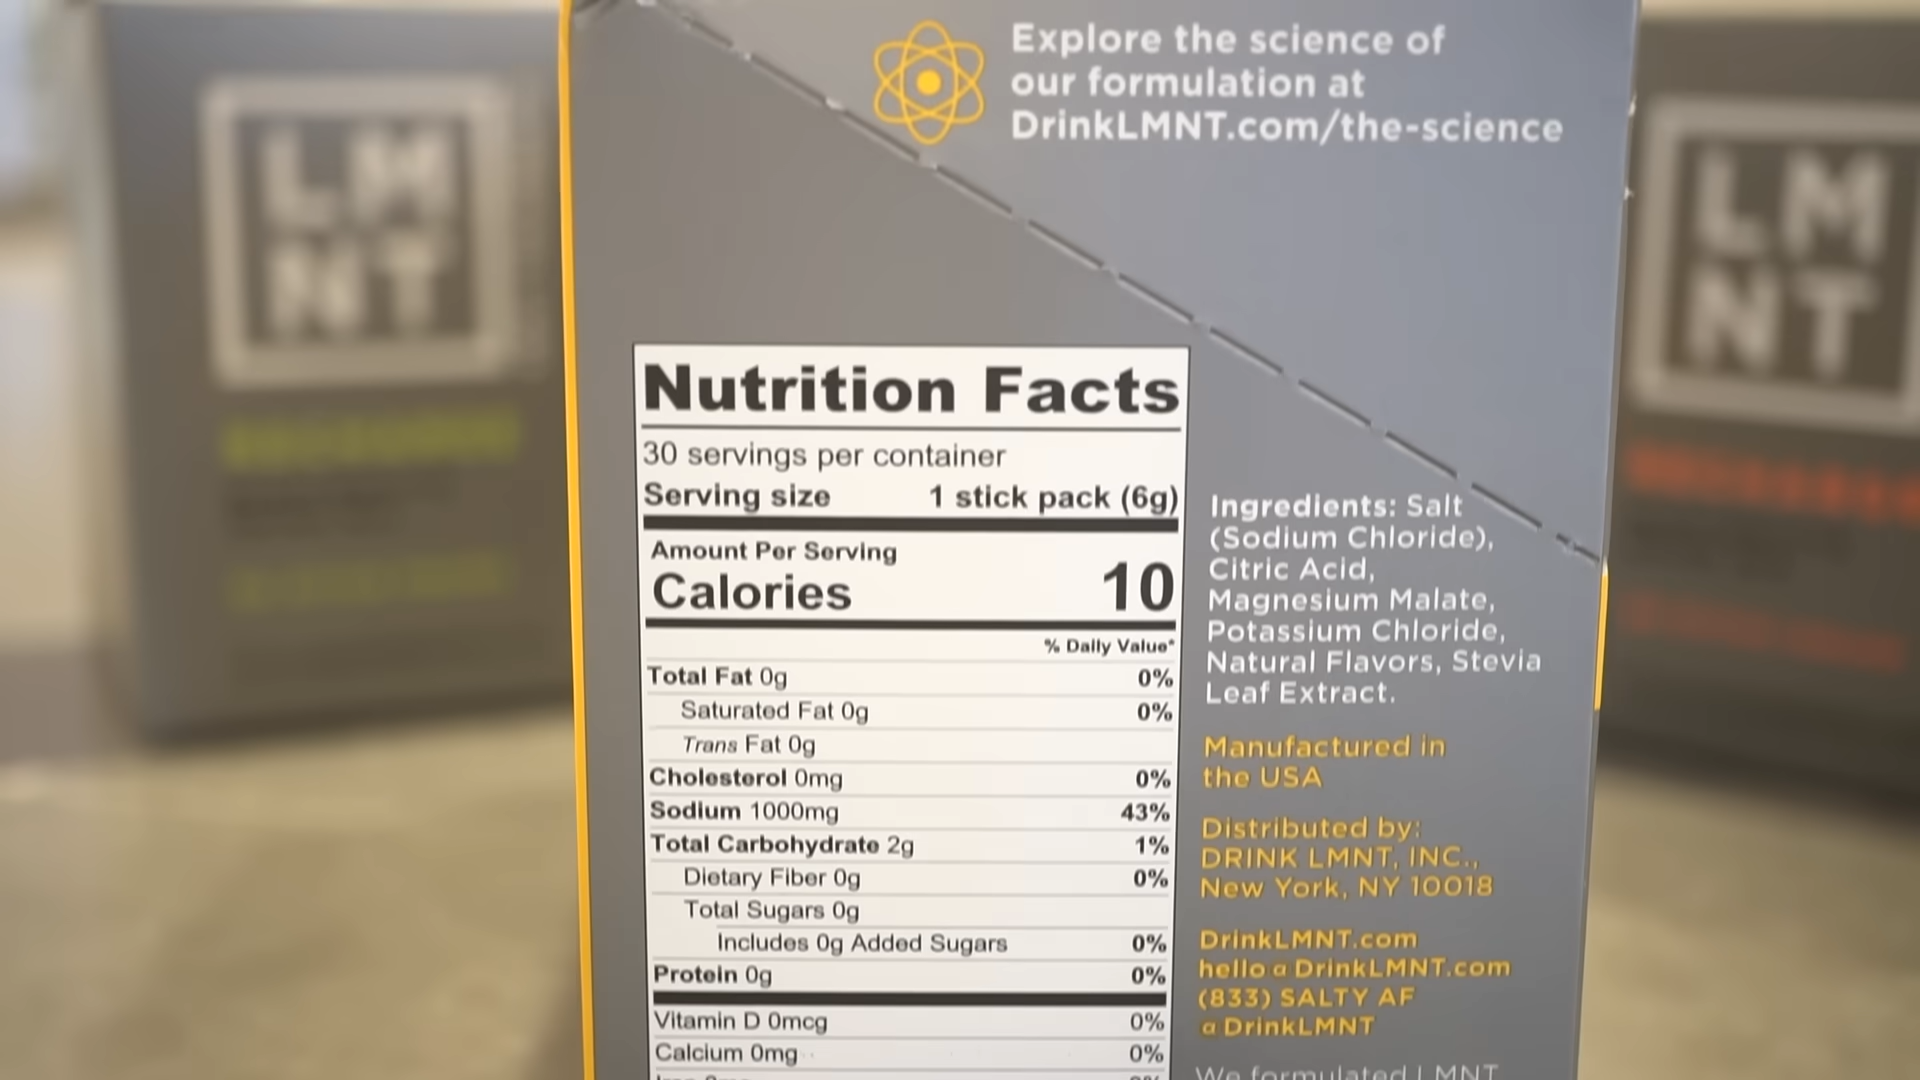 LM
NT
Explore the science of
our formulation at
DrinkLMNT.com/the-science
LM
NT
Nutrition Facts
30 servings per container
Serving size 1 stick pack (6g)
Amount Per Serving
Calories 10
% Daily Value*
Total Fat 0g 0%
Saturated Fat 0g 0%
Trans Fat 0g
Cholesterol 0mg 0%
Sodium 1000mg 43%
Total Carbohydrate 2g 1%
Dietary Fiber 0g 0%
Total Sugars 0g
Includes 0g Added Sugars 0%
Protein 0g 0%
Vitamin D 0mcg 0%
Calcium 0mg 0%
Ingredients: Salt
(Sodium Chloride),
Citric Acid,
Magnesium Malate,
Potassium Chloride,
Natural Flavors, Stevia
Leaf Extract.
Manufactured in
the USA
Distributed by:
DRINK LMNT, INC.,
New York, NY 10018
DrinkLMNT.com
hello@DrinkLMNT.com
(833) SALTY AF
@DrinkLMNT
We formulated LMNT